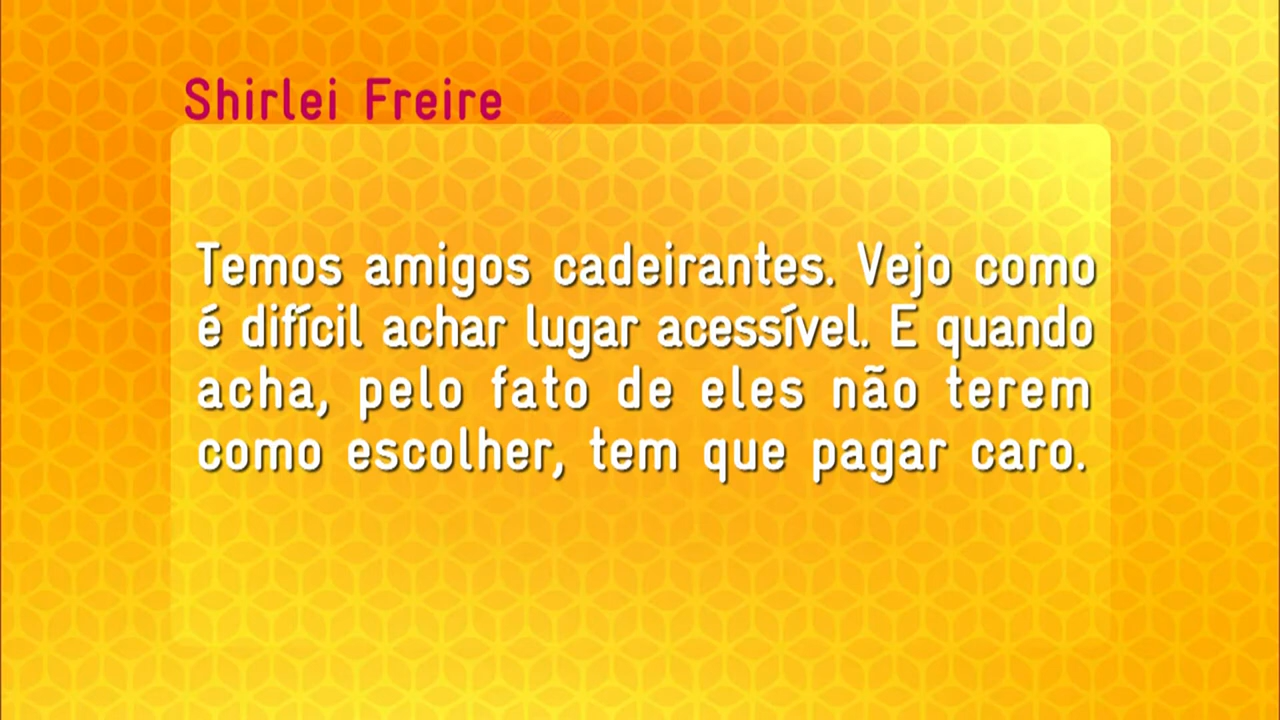 Shirlei Freire
Temos amigos cadeirantes. Vejo como
é difícil achar lugar acessível. E quando
acha, pelo fato de eles não terem
como escolher, tem que pagar caro.